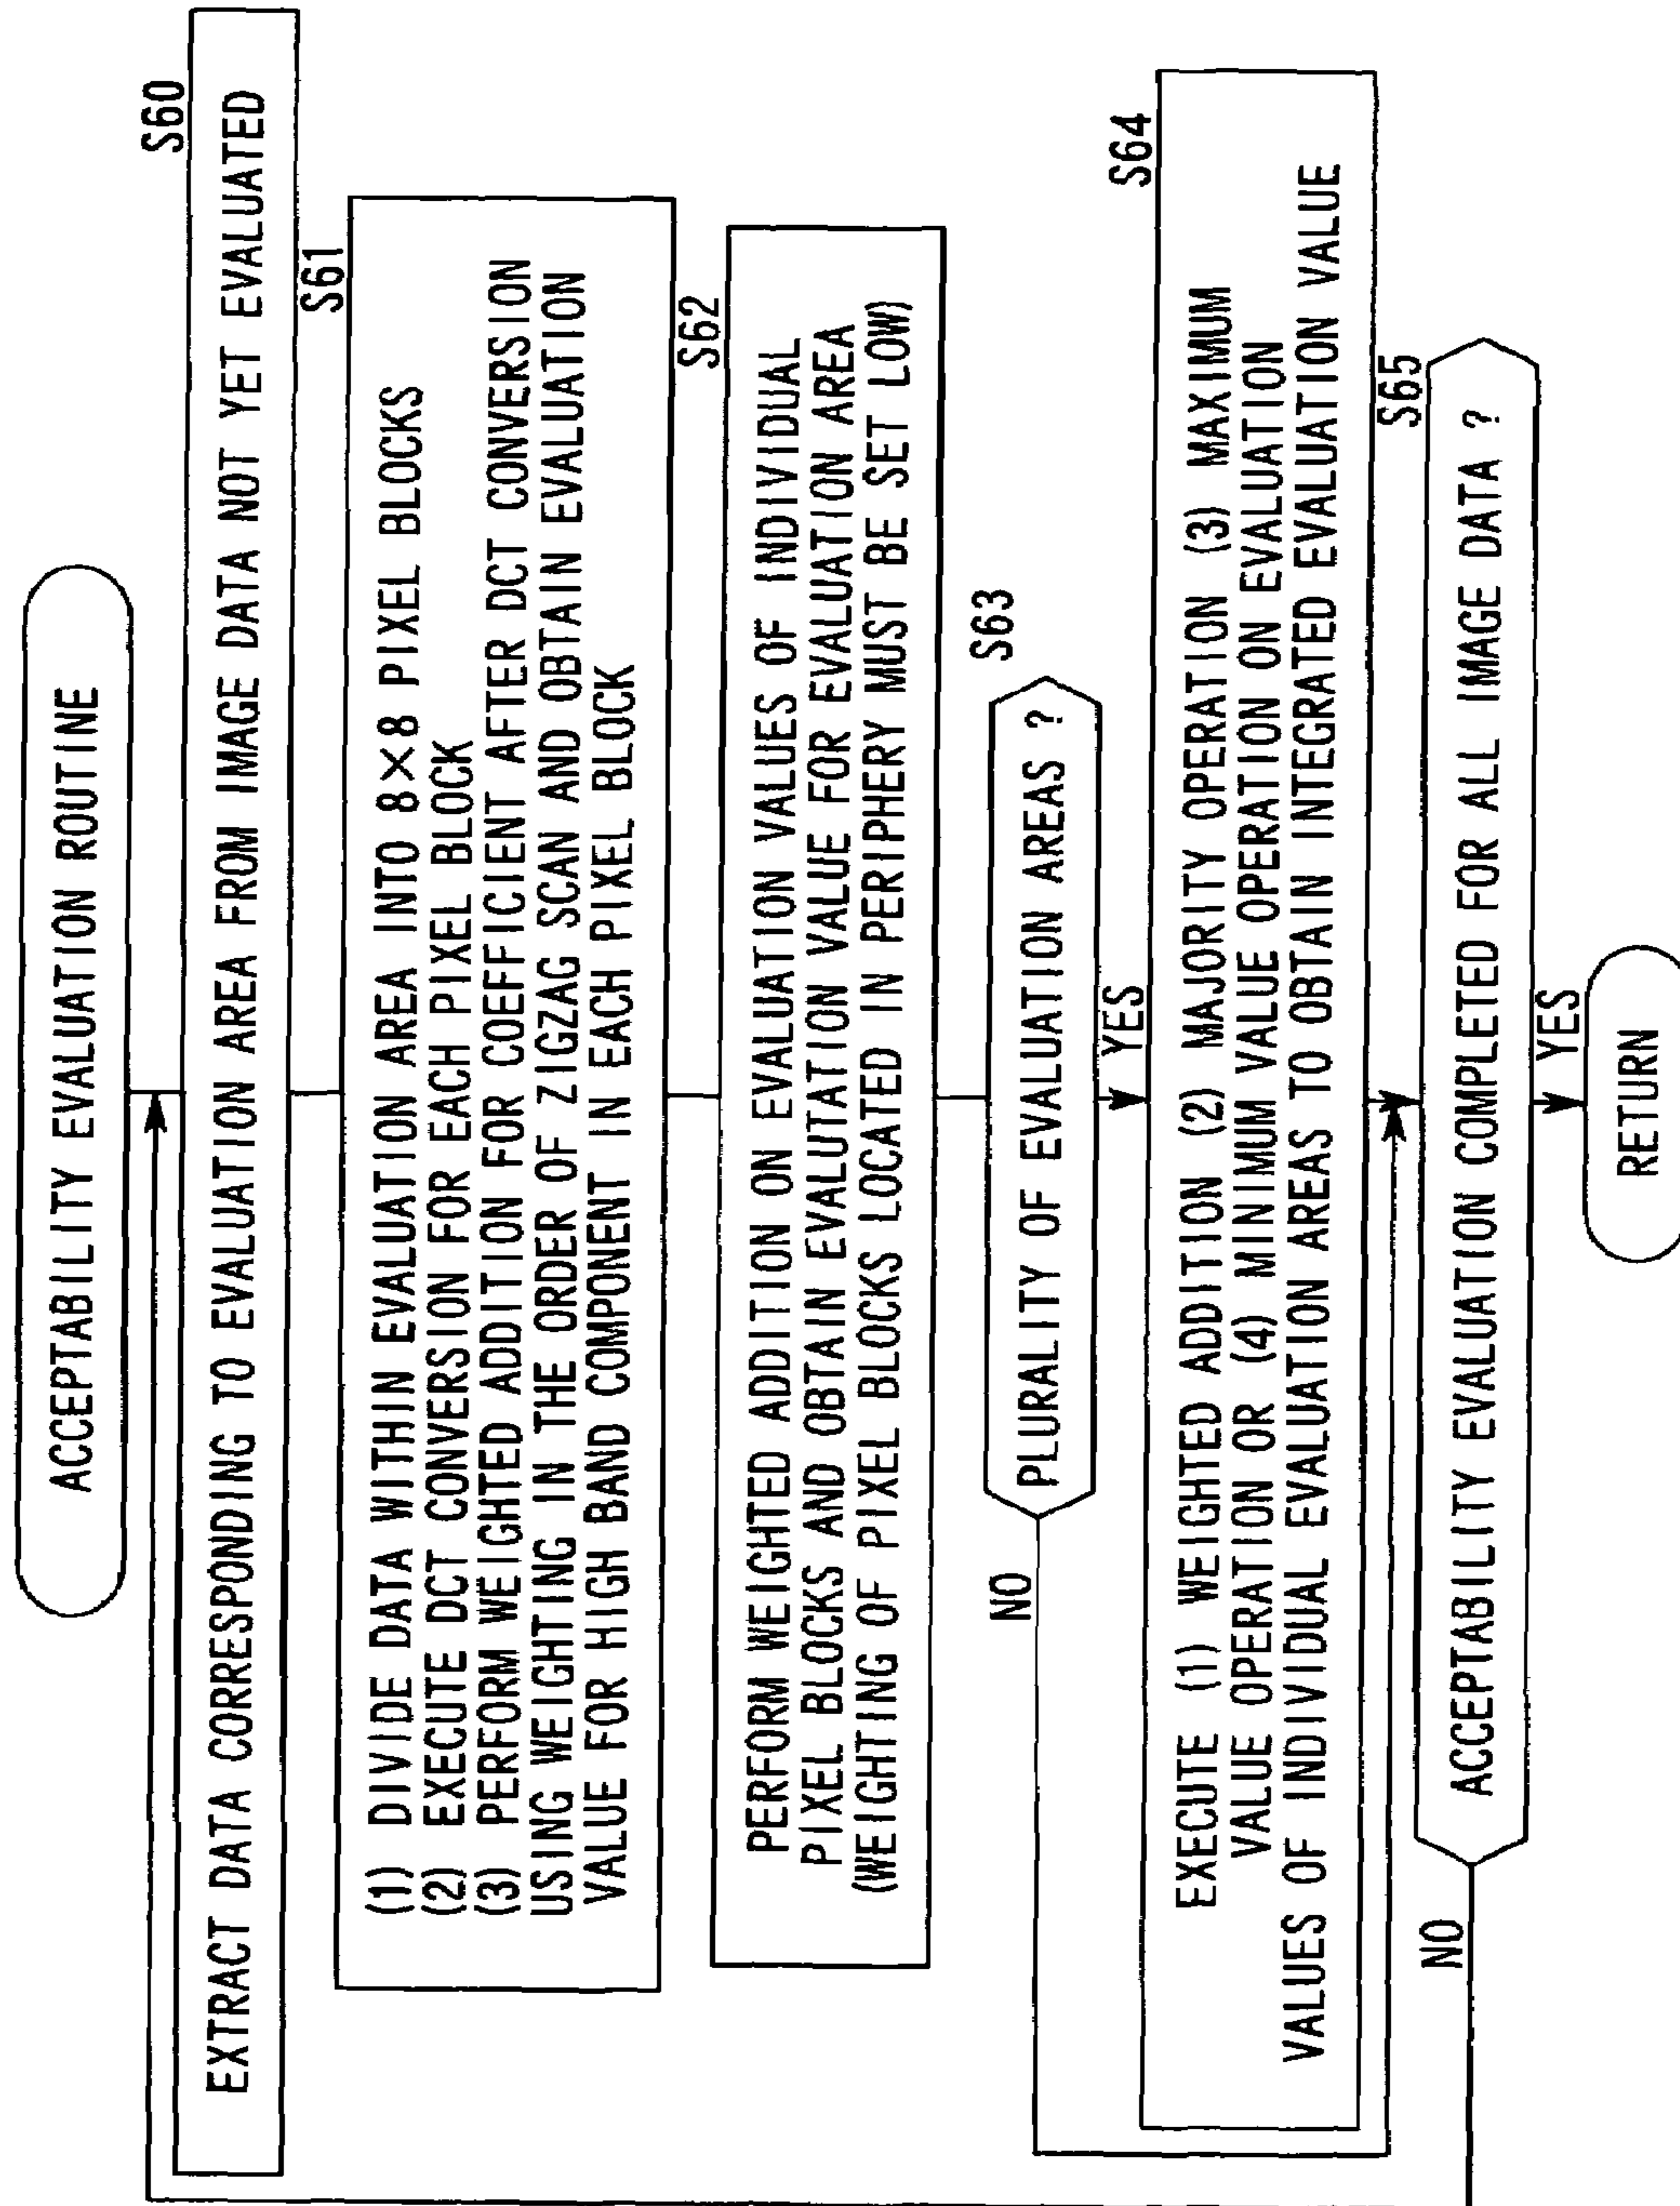 ACCEPTABILITY EVALUATION ROUTINE
S60
EXTRACT DATA CORRESPONDING TO EVALUATION AREA FROM IMAGE DATA NOT YET EVALUATED
S61
(1) DIVIDE DATA WITHIN EVALUATION AREA INTO 8×8 PIXEL BLOCKS
(2) EXECUTE DCT CONVERSION FOR EACH PIXEL BLOCK
(3) PERFORM WEIGHTED ADDITION FOR COEFFICIENT AFTER DCT CONVERSION
USING WEIGHTING IN THE ORDER OF ZIGZAG SCAN AND OBTAIN EVALUATION
VALUE FOR HIGH BAND COMPONENT IN EACH PIXEL BLOCK
S62
PERFORM WEIGHTED ADDITION ON EVALUATION VALUES OF INDIVIDUAL
PIXEL BLOCKS AND OBTAIN EVALUTATION VALUE FOR EVALUATION AREA
(WEIGHTING OF PIXEL BLOCKS LOCATED IN PERIPHERY MUST BE SET LOW)
S63
PLURALITY OF EVALUATION AREAS ?
NO
YES
S64
EXECUTE (1) WEIGHTED ADDITION (2) MAJORITY OPERATION (3) MAXIMUM
VALUE OPERATION OR (4) MINIMUM VALUE OPERATION ON EVALUATION
VALUES OF INDIVIDUAL EVALUATION AREAS TO OBTAIN INTEGRATED EVALUATION VALUE
S65
ACCEPTABILITY EVALUATION COMPLETED FOR ALL IMAGE DATA ?
NO
YES
RETURN